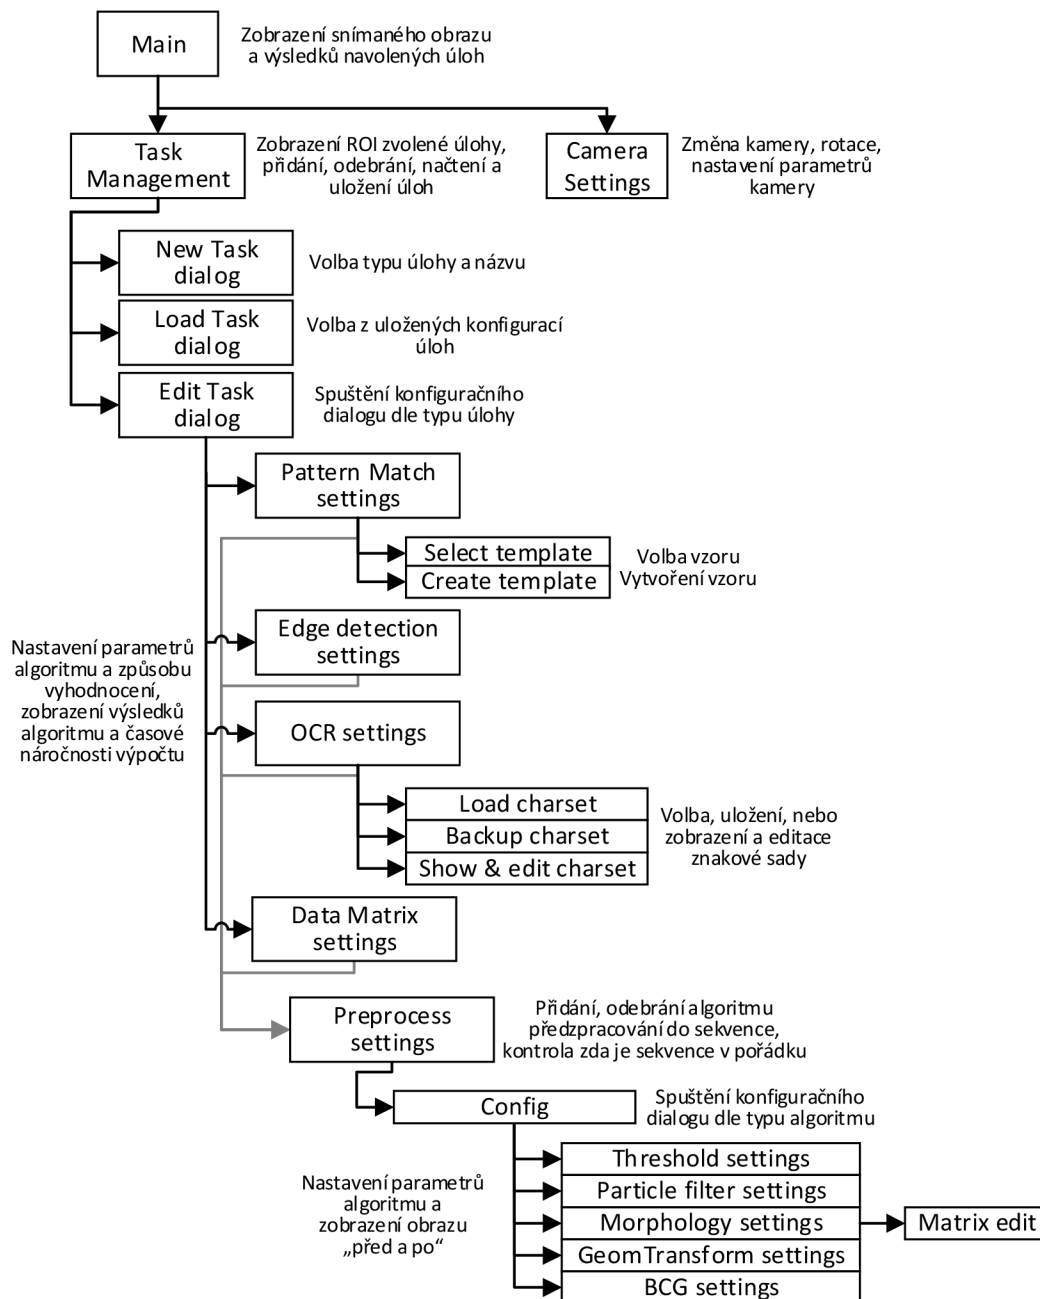 Main
Zobrazení snímaného obrazu
a výsledků navolených úloh
Task
Management
Zobrazení ROI zvolené úlohy,
přidání, odebrání, načtení a
uložení úloh
Camera
Settings
Změna kamery, rotace,
nastavení parametrů
kamery
New Task
dialog
Volba typu úlohy a názvu
Load Task
dialog
Volba z uložených konfigurací
úloh
Edit Task
dialog
Spuštění konfiguračního
dialogu dle typu úlohy
Pattern Match
settings
Select template
Create template
Volba vzoru
Vytvoření vzoru
Edge detection
settings
Nastavení parametrů
algoritmu a způsobu
vyhodnocení,
zobrazení výsledků
algoritmu a časové
náročnosti výpočtu
OCR settings
Load charset
Backup charset
Show & edit charset
Volba, uložení, nebo
zobrazení a editace
znakové sady
Data Matrix
settings
Preprocess
settings
Přidání, odebrání algoritmu
předzpracování do sekvence,
kontrola zda je sekvence v pořádku
Config
Spuštění konfiguračního
dialogu dle typu algoritmu
Nastavení parametrů
algoritmu a
zobrazení obrazu
„před a po“
Threshold settings
Particle filter settings
Morphology settings
GeomTransform settings
BCG settings
Matrix edit